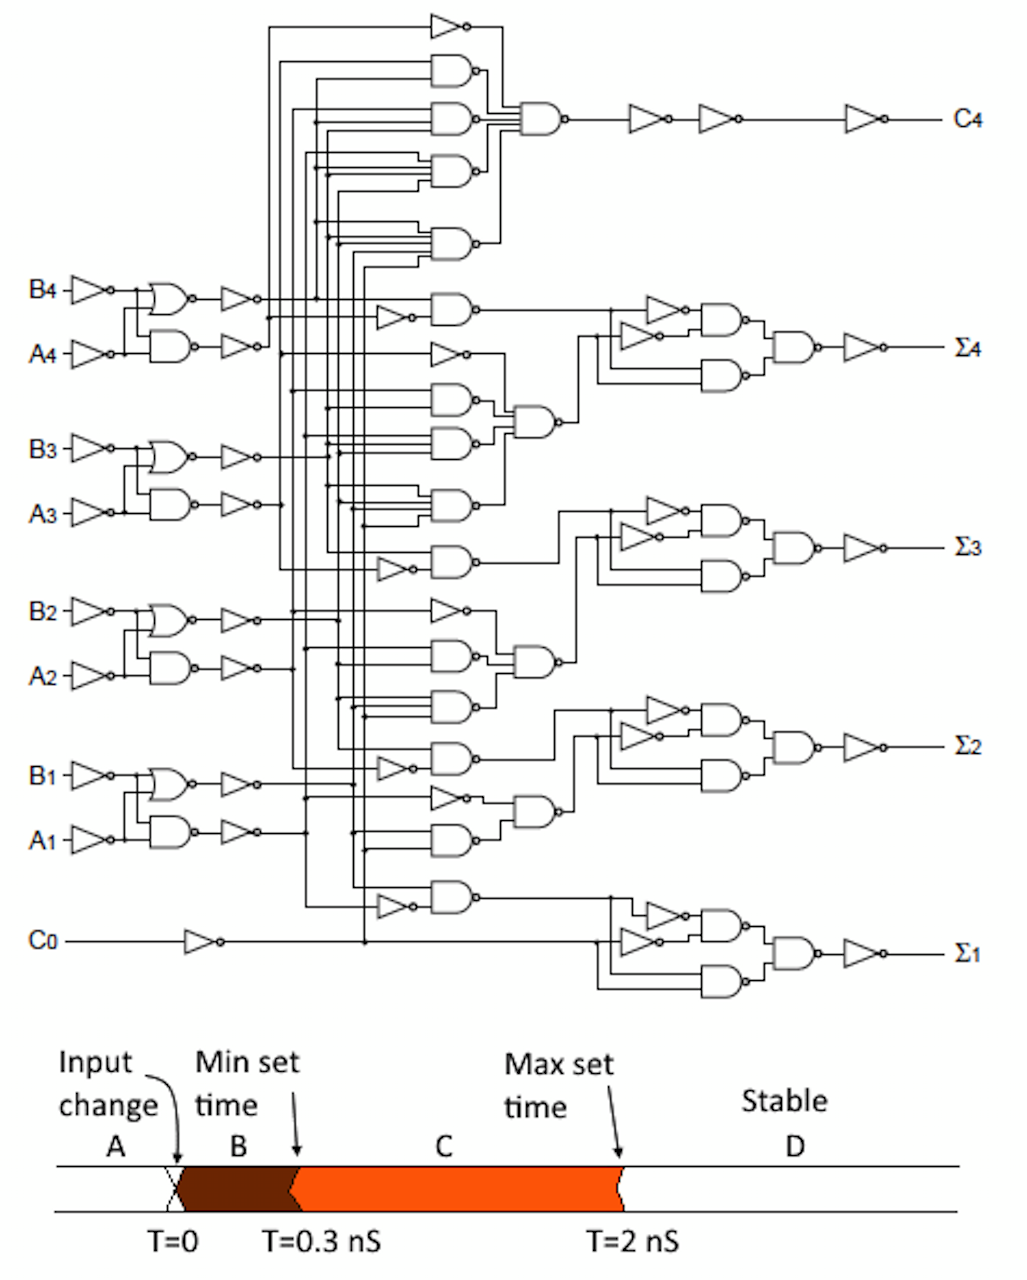 C4
B4
A4
Σ4
B3
A3
Σ3
B2
A2
Σ2
B1
A1
C0
Σ1
Input change
Min set time
Max set time
Stable
A
B
C
D
T=0
T=0.3 nS
T=2 nS